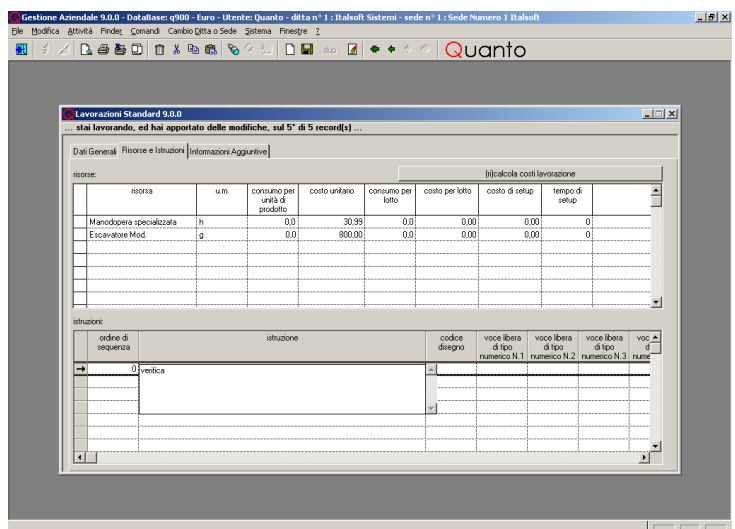 Gestione Aziendale 9.0.0 - DataBase: q900 - Euro - Utente: Quanto - ditta n° 1 : Italsoft Sistemi - sede n° 1 : Sede Numero 1 Italsoft
File Modifica Attività Finder Comandi Cambio Ditta o Sede Sistema Finestre ?
dup Quanto
Lavorazioni Standard 9.0.0
... stai lavorando, ed hai apportato delle modifiche, sul 5° di 5 record(s) ...
Dati Generali Risorse e Istruzioni Informazioni Aggiuntive
risorse: (ri)calcola costi lavorazione
risorsa u.m. consumo per unità di prodotto costo unitario consumo per lotto costo per lotto costo di setup tempo di setup
Manodopera specializzata h 0,0 30,99 0,0 0,00 0,00 0
Escavatore Mod. g 0,0 800,00 0,0 0,00 0,00 0
istruzioni:
ordine di sequenza istruzione codice disegno voce libera di tipo numerico N.1 voce libera di tipo numerico N.2 voce libera di tipo numerico N.3 voc d nume
0 verifica